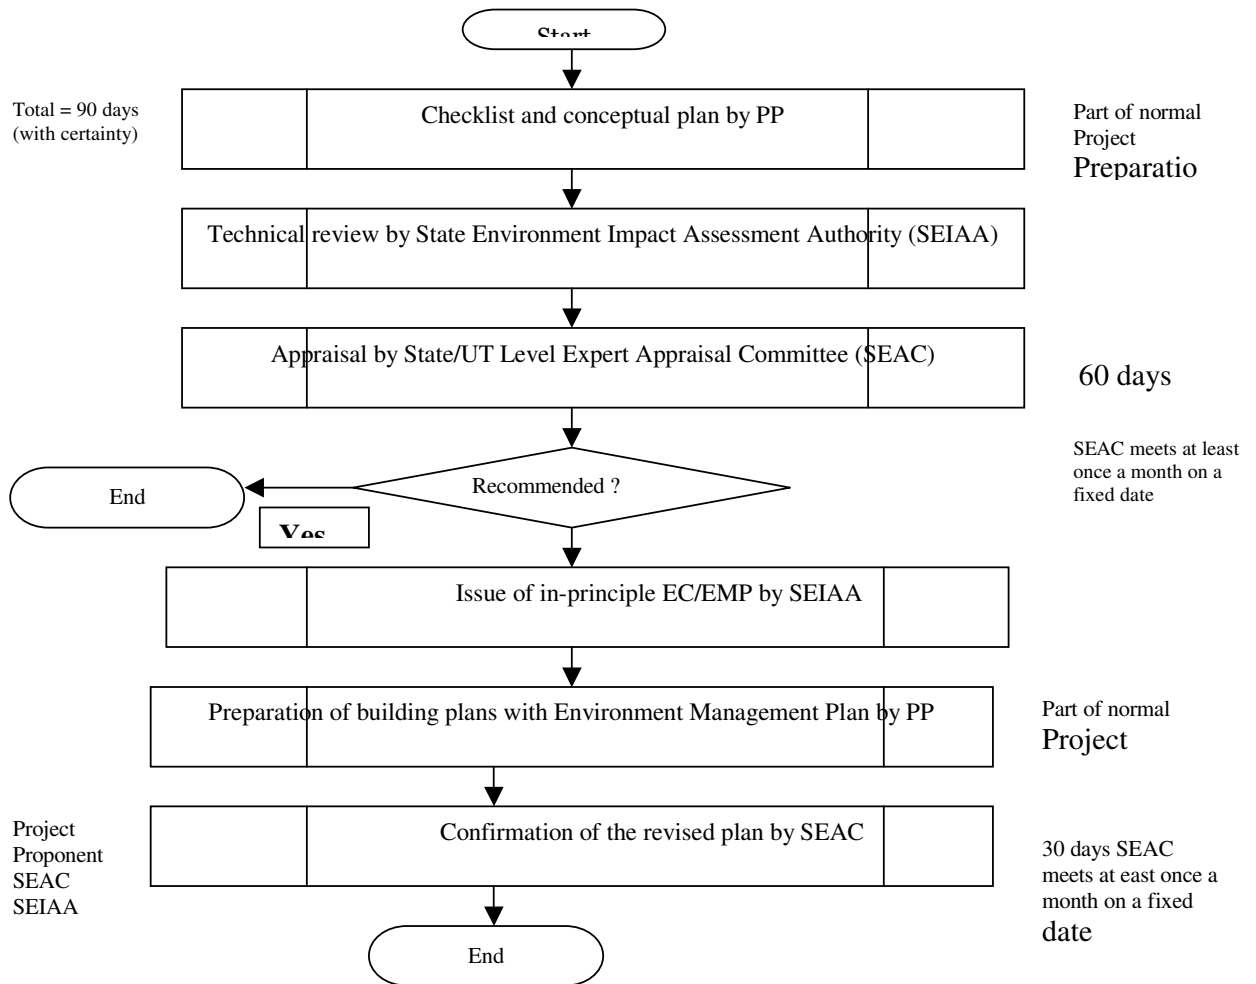 Start
Total = 90 days
(with certainty)
Checklist and conceptual plan by PP
Part of normal
Project
Preparatio
Technical review by State Environment Impact Assessment Authority (SEIAA)
Appraisal by State/UT Level Expert Appraisal Committee (SEAC)
60 days
SEAC meets at least
once a month on a
fixed date
Recommended ?
End
Yes
Issue of in-principle EC/EMP by SEIAA
Preparation of building plans with Environment Management Plan by PP
Part of normal
Project
Project
Proponent
SEAC
SEIAA
Confirmation of the revised plan by SEAC
30 days SEAC
meets at east once a
month on a fixed
date
End